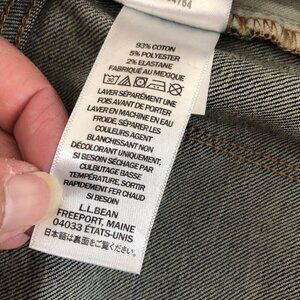 4764
93% COTON
5% POLYESTER
2% ELASTANE
FABRIQUÉ AU MEXIQUE
LAVER SÉPARÉMENT UNE
FOIS AVANT DE PORTER
LAVER EN MACHINE EN EAU
FROIDE AVEC LES
COULEURS AGENT
BLANCHISSANT NON
DÉCOLORANT UNIQUEMENT.
SI BESOIN SÉCHAGE PAR
CULBUTAGE BASSE
TEMPÉRATURE, SORTIR
RAPIDEMENT FER CHAUD
SI BESOIN
L.L.BEAN
FREEPORT, MAINE
04033 ÉTATS-UNIS
日本語は裏面をご覧ください